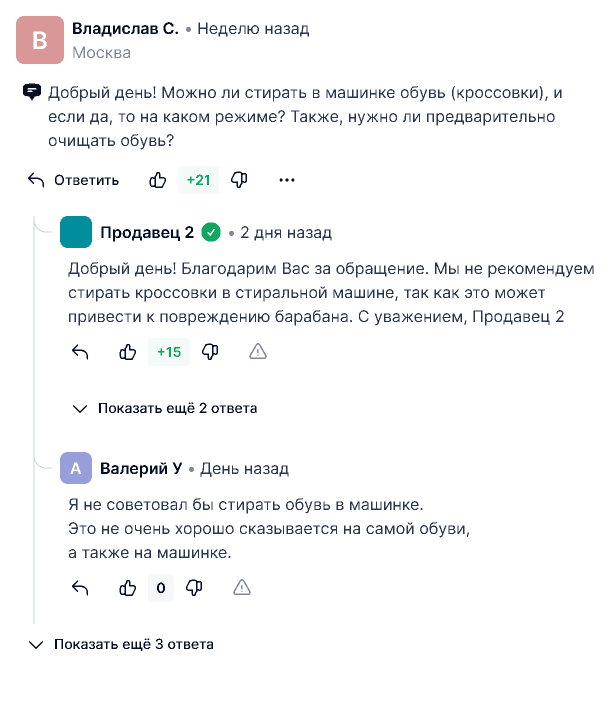 В
Владислав С. • Неделю назад
Москва
Добрый день! Можно ли стирать в машинке обувь (кроссовки), и
если да, то на каком режиме? Также, нужно ли предварительно
очищать обувь?
Ответить +21
Продавец 2 • 2 дня назад
Добрый день! Благодарим Вас за обращение. Мы не рекомендуем
стирать кроссовки в стиральной машине, так как это может
привести к повреждению барабана. С уважением, Продавец 2
+15
Показать ещё 2 ответа
А
Валерий У • День назад
Я не советовал бы стирать обувь в машинке.
Это не очень хорошо сказывается на самой обуви,
а также на машинке.
0
Показать ещё 3 ответа